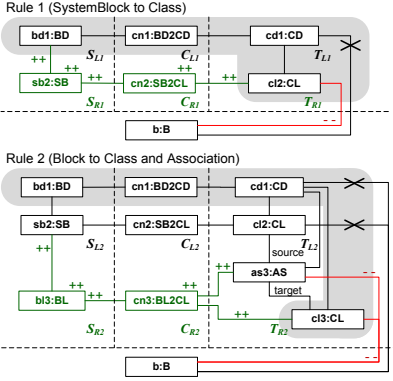 Rule 1 (SystemBlock to Class)
bd1:BD cn1:BD2CD cd1:CD
++ ++ S_L1 C_L1 T_L1
sb2:SB ++ ++ cn2:SB2CL ++ cl2:CL
S_R1 C_R1 T_R1 --
b:B
Rule 2 (Block to Class and Association)
bd1:BD cn1:BD2CD cd1:CD
sb2:SB cn2:SB2CL cl2:CL
++ S_L2 C_L2 source T_L2
++ as3:AS --
++ ++ target
bl3:BL ++ cn3:BL2CL
++ cl3:CL
S_R2 C_R2 T_R2
b:B --